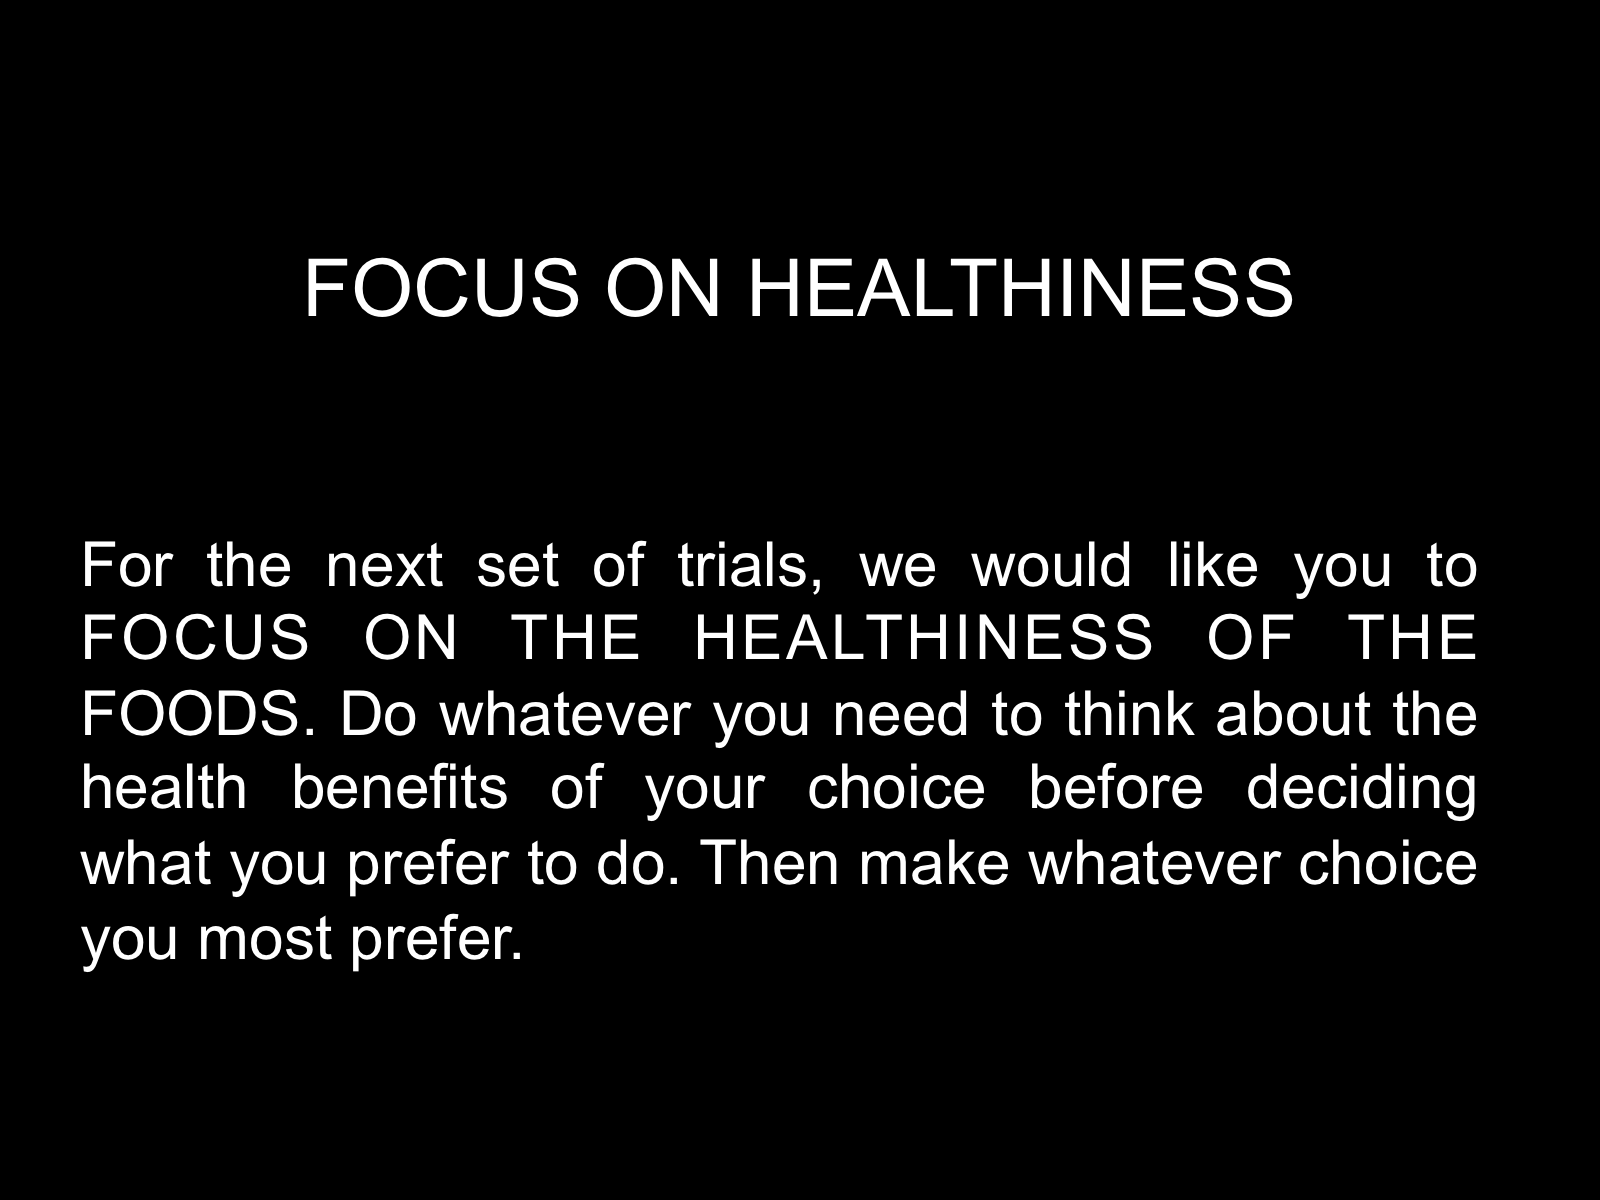 FOCUS ON HEALTHINESS
For the next set of trials, we would like you to
FOCUS ON THE HEALTHINESS OF THE
FOODS. Do whatever you need to think about the
health benefits of your choice before deciding
what you prefer to do. Then make whatever choice
you most prefer.